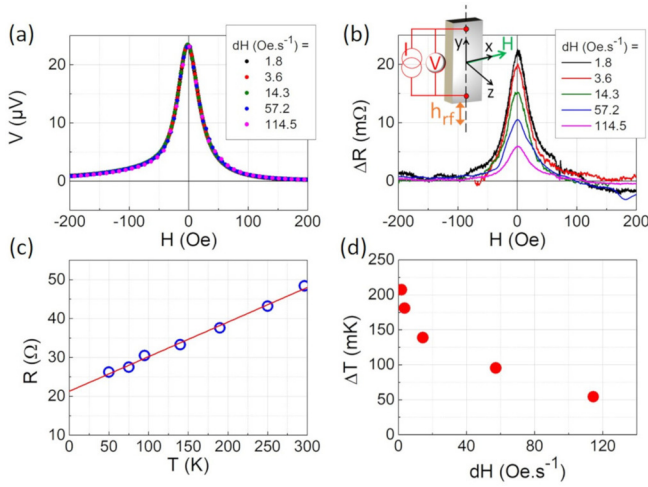 (a)
dH (Oe.s⁻¹) =
1.8
3.6
14.3
57.2
114.5
V (µV)
20
10
0
-200 -100 0 100 200
H (Oe)
(b)
I
V
y
x
H
z
h_rf
dH (Oe.s⁻¹) =
1.8
3.6
14.3
57.2
114.5
ΔR (mΩ)
20
10
0
-200 -100 0 100 200
H (Oe)
(c)
R (Ω)
50
40
30
20
10
0 50 100 150 200 250 300
T (K)
(d)
ΔT (mK)
250
200
150
100
50
0
0 40 80 120
dH (Oe.s⁻¹)